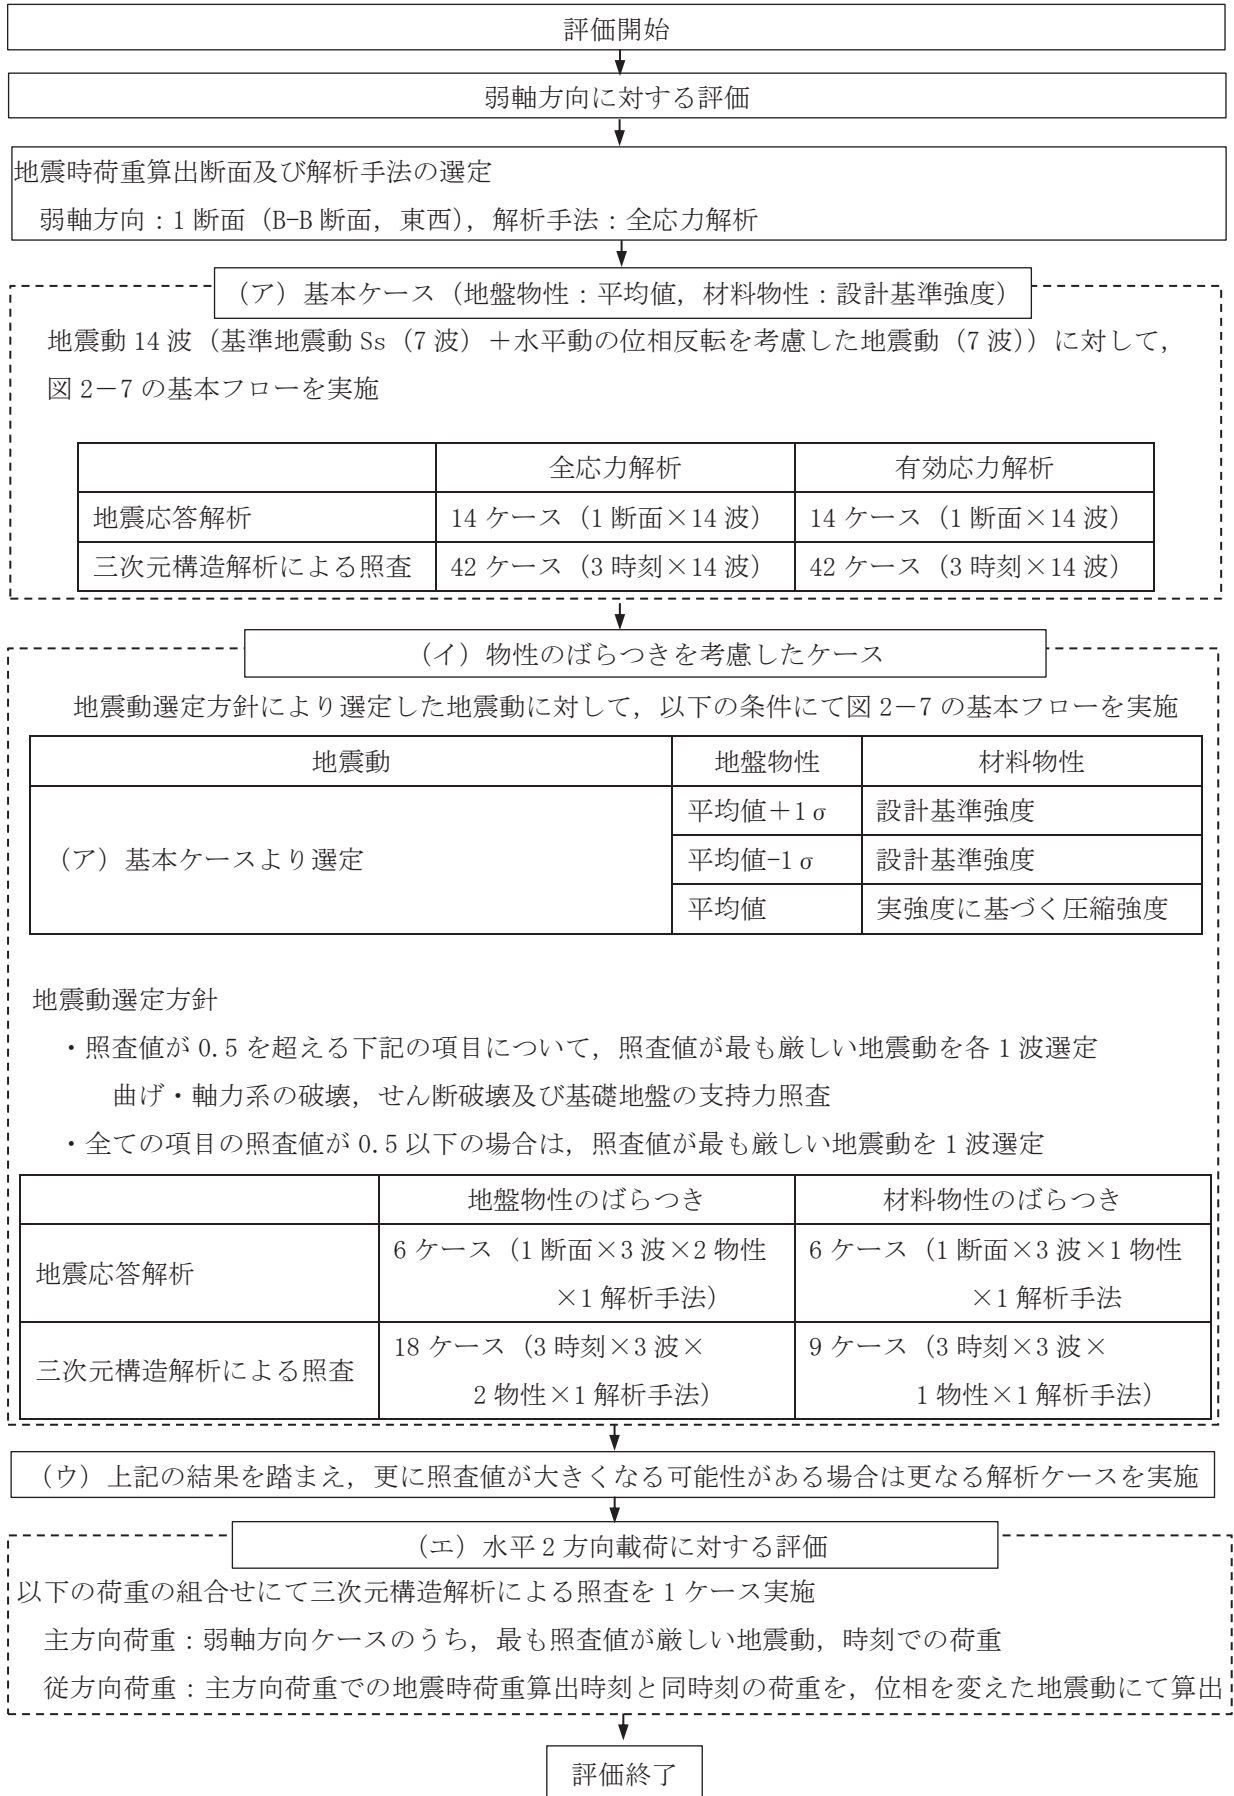 評価開始
弱軸方向に対する評価
地震時荷重算出断面及び解析手法の選定
弱軸方向：1 断面（B-B 断面，東西），解析手法：全応力解析
（ア）基本ケース（地盤物性：平均値，材料物性：設計基準強度）
地震動 14 波（基準地震動 Ss（7 波）＋水平動の位相反転を考慮した地震動（7 波））に対して，
図 2－7 の基本フローを実施
全応力解析 有効応力解析
地震応答解析 14 ケース（1 断面×14 波） 14 ケース（1 断面×14 波）
三次元構造解析による照査 42 ケース（3 時刻×14 波） 42 ケース（3 時刻×14 波）
（イ）物性のばらつきを考慮したケース
地震動選定方針により選定した地震動に対して，以下の条件にて図 2－7 の基本フローを実施
地震動 地盤物性 材料物性
平均値＋1σ 設計基準強度
（ア）基本ケースより選定 平均値-1σ 設計基準強度
平均値 実強度に基づく圧縮強度
地震動選定方針
・照査値が 0.5 を超える下記の項目について，照査値が最も厳しい地震動を各 1 波選定
曲げ・軸力系の破壊，せん断破壊及び基礎地盤の支持力照査
・全ての項目の照査値が 0.5 以下の場合は，照査値が最も厳しい地震動を 1 波選定
地盤物性のばらつき 材料物性のばらつき
地震応答解析 6 ケース（1 断面×3 波×2 物性 6 ケース（1 断面×3 波×1 物性
×1 解析手法） ×1 解析手法
三次元構造解析による照査 18 ケース（3 時刻×3 波× 9 ケース（3 時刻×3 波×
2 物性×1 解析手法） 1 物性×1 解析手法）
（ウ）上記の結果を踏まえ，更に照査値が大きくなる可能性がある場合は更なる解析ケースを実施
（エ）水平 2 方向載荷に対する評価
以下の荷重の組合せにて三次元構造解析による照査を 1 ケース実施
主方向荷重：弱軸方向ケースのうち，最も照査値が厳しい地震動，時刻での荷重
従方向荷重：主方向荷重での地震時荷重算出時刻と同時刻の荷重を，位相を変えた地震動にて算出
評価終了